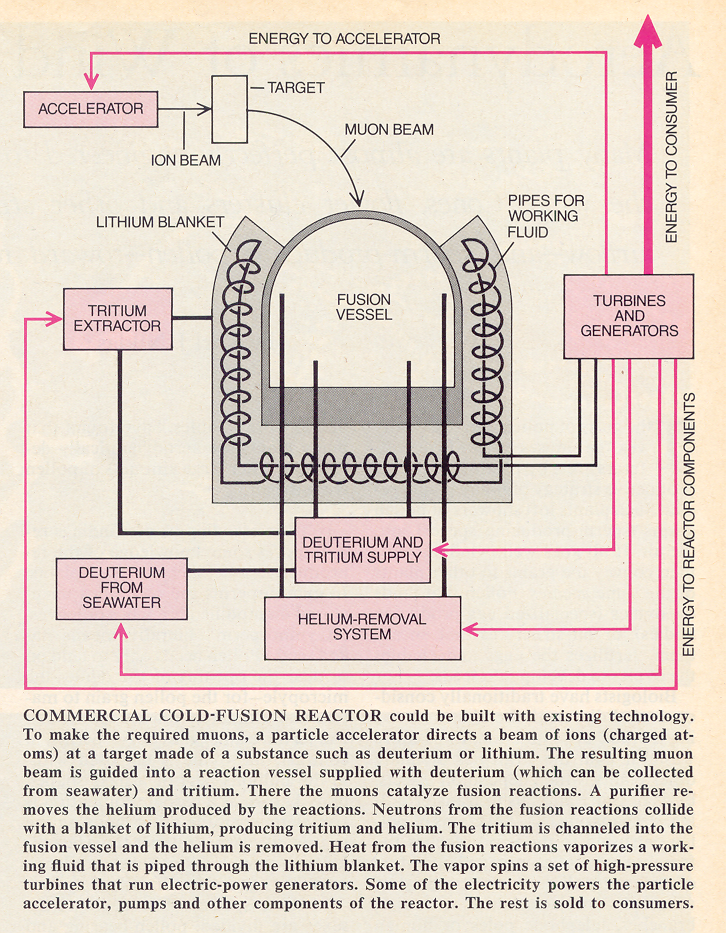 ENERGY TO ACCELERATOR
ACCELERATOR
TARGET
ION BEAM
MUON BEAM
ENERGY TO CONSUMER
LITHIUM BLANKET
PIPES FOR
WORKING
FLUID
TRITIUM
EXTRACTOR
FUSION
VESSEL
TURBINES
AND
GENERATORS
ENERGY TO REACTOR COMPONENTS
DEUTERIUM AND
TRITIUM SUPPLY
DEUTERIUM
FROM
SEAWATER
HELIUM-REMOVAL
SYSTEM
COMMERCIAL COLD-FUSION REACTOR could be built with existing technology.
To make the required muons, a particle accelerator directs a beam of ions (charged at-
oms) at a target made of a substance such as deuterium or lithium. The resulting muon
beam is guided into a reaction vessel supplied with deuterium (which can be collected
from seawater) and tritium. There the muons catalyze fusion reactions. A purifier re-
moves the helium produced by the reactions. Neutrons from the fusion reactions collide
with a blanket of lithium, producing tritium and helium. The tritium is channeled into the
fusion vessel and the helium is removed. Heat from the fusion reactions vaporizes a work-
ing fluid that is piped through the lithium blanket. The vapor spins a set of high-pressure
turbines that run electric-power generators. Some of the electricity powers the particle
accelerator, pumps and other components of the reactor. The rest is sold to consumers.